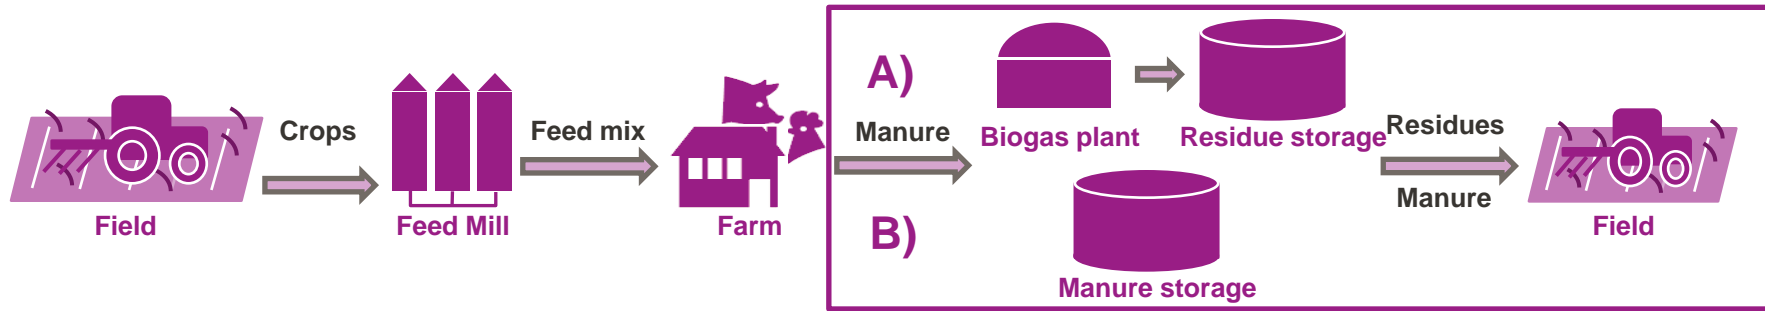 Field
Crops
Feed Mill
Feed mix
Farm
Manure
A)
Biogas plant
Residue storage
B)
Manure storage
Residues
Manure
Field